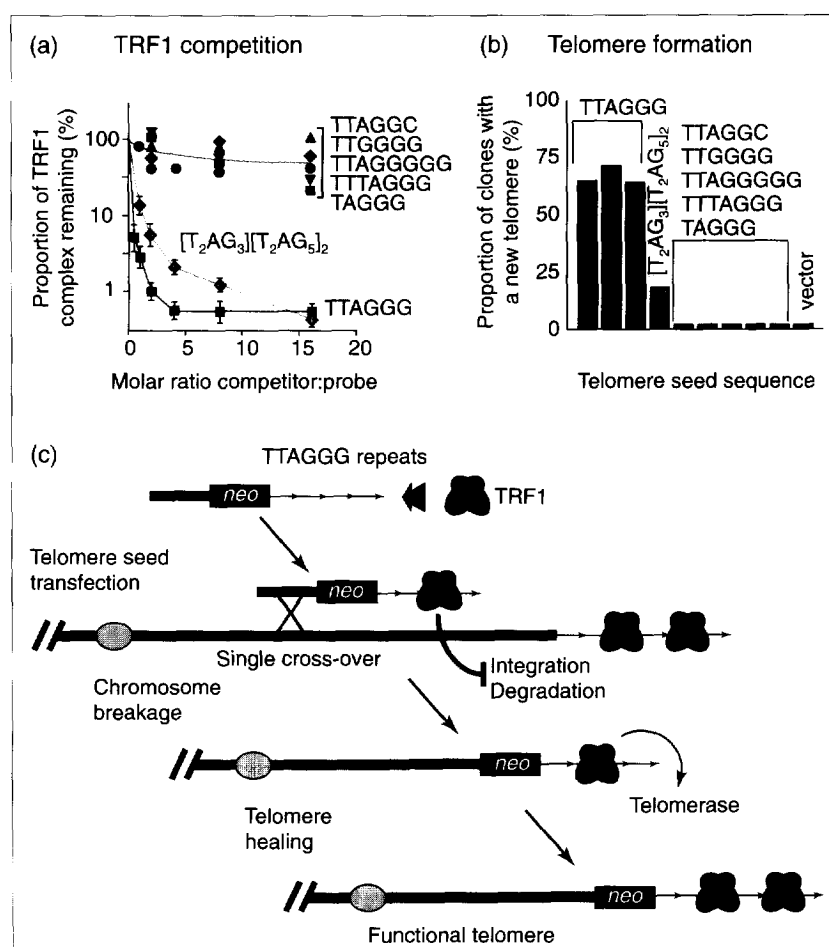 (a) TRF1 competition
Proportion of TRF1
complex remaining (%)
100
10
1
0 5 10 15 20
Molar ratio competitor:probe
TTAGGC
TTGGGG
TTAGGGGG
TTTAGGG
TAGGG
[T₂AG₃][T₂AG₅]₂
TTAGGG
(b) Telomere formation
Proportion of clones with
a new telomere (%)
100
75
50
25
0
TTAGGG
[T₂AG₃][T₂AG₅]₂
TTAGGC
TTGGGG
TTAGGGGG
TTTAGGG
TAGGG
vector
Telomere seed sequence
(c)
TTAGGG repeats
neo
TRF1
Telomere seed
transfection
neo
Single cross-over
Integration
Degradation
Chromosome
breakage
neo
Telomerase
Telomere
healing
neo
Functional telomere